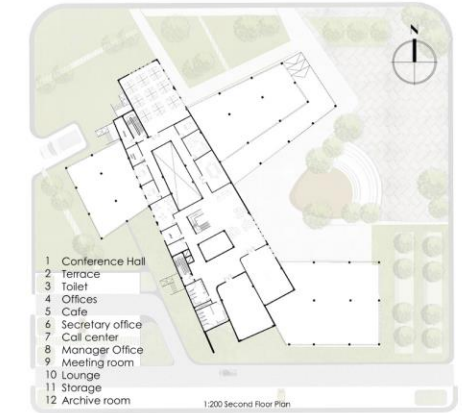 N
1 Conference Hall
2 Terrace
3 Toilet
4 Offices
5 Cafe
6 Secretary office
7 Call center
8 Manager Office
9 Meeting room
10 Lounge
11 Storage
12 Archive room
1:200 Second Floor Plan